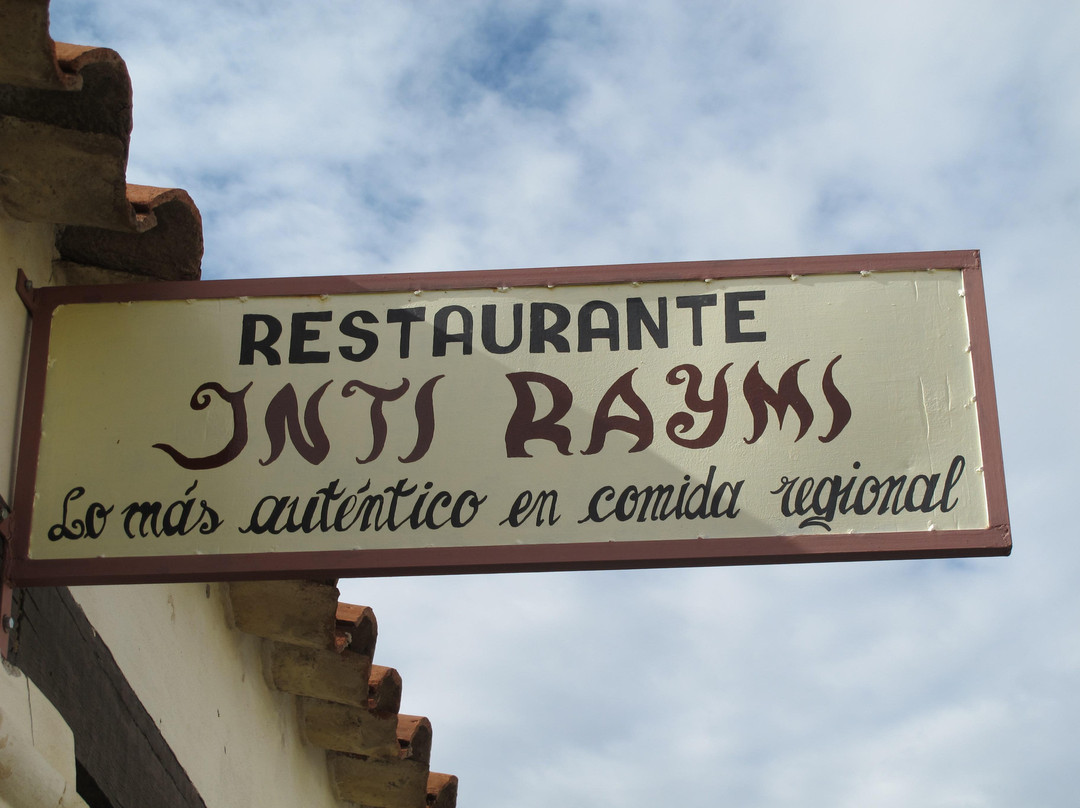 RESTAURANTE
INTI RAYMI
Lo más auténtico en comida regional